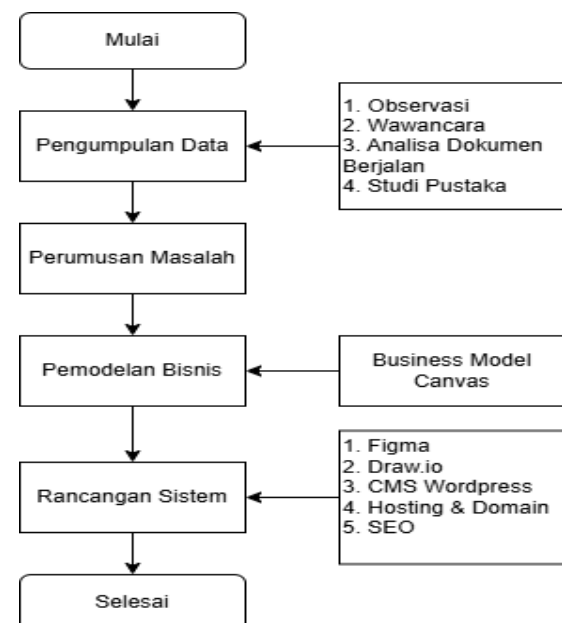 Mulai
Pengumpulan Data
1. Observasi
2. Wawancara
3. Analisa Dokumen
Berjalan
4. Studi Pustaka
Perumusan Masalah
Pemodelan Bisnis
Business Model
Canvas
Rancangan Sistem
1. Figma
2. Draw.io
3. CMS Wordpress
4. Hosting & Domain
5. SEO
Selesai